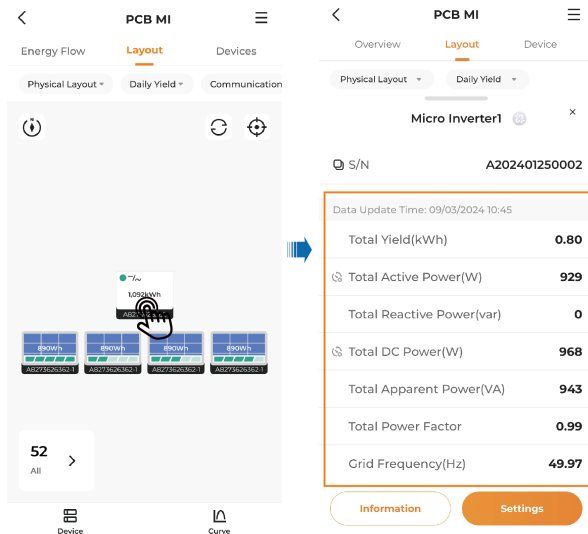 PCB MI
Energy Flow
Layout
Devices
Physical Layout
Daily Yield
Communication
N
1,092kWh
890Wh
890Wh
890Wh
890Wh
A8273626362-1
A8273626362-1
A8273626362-1
A8273626362-1
52
All
Device
Curve
PCB MI
Overview
Layout
Device
Physical Layout
Daily Yield
Micro Inverter1
×
S/N A202401250002
Data Update Time: 09/03/2024 10:45
Total Yield(kWh) 0.80
Total Active Power(W) 929
Total Reactive Power(var) 0
Total DC Power(W) 968
Total Apparent Power(VA) 943
Total Power Factor 0.99
Grid Frequency(Hz) 49.97
Information
Settings